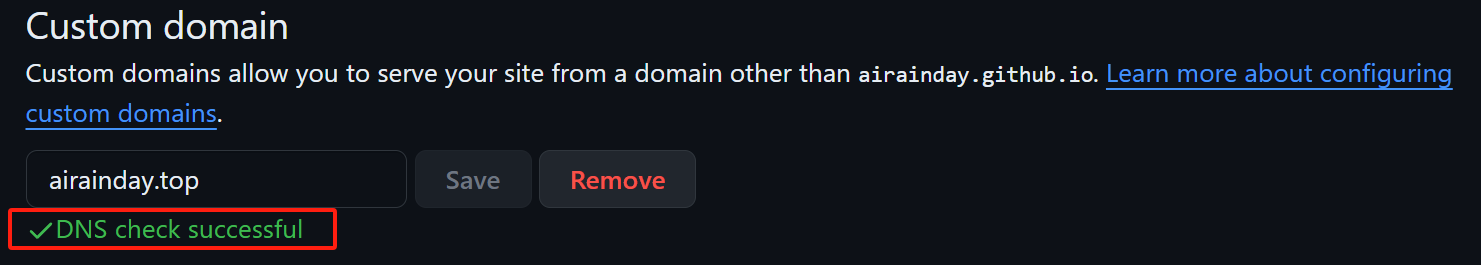 Custom domain
Custom domains allow you to serve your site from a domain other than airainday.github.io. Learn more about configuring
custom domains.
airainday.top Save Remove
✓DNS check successful